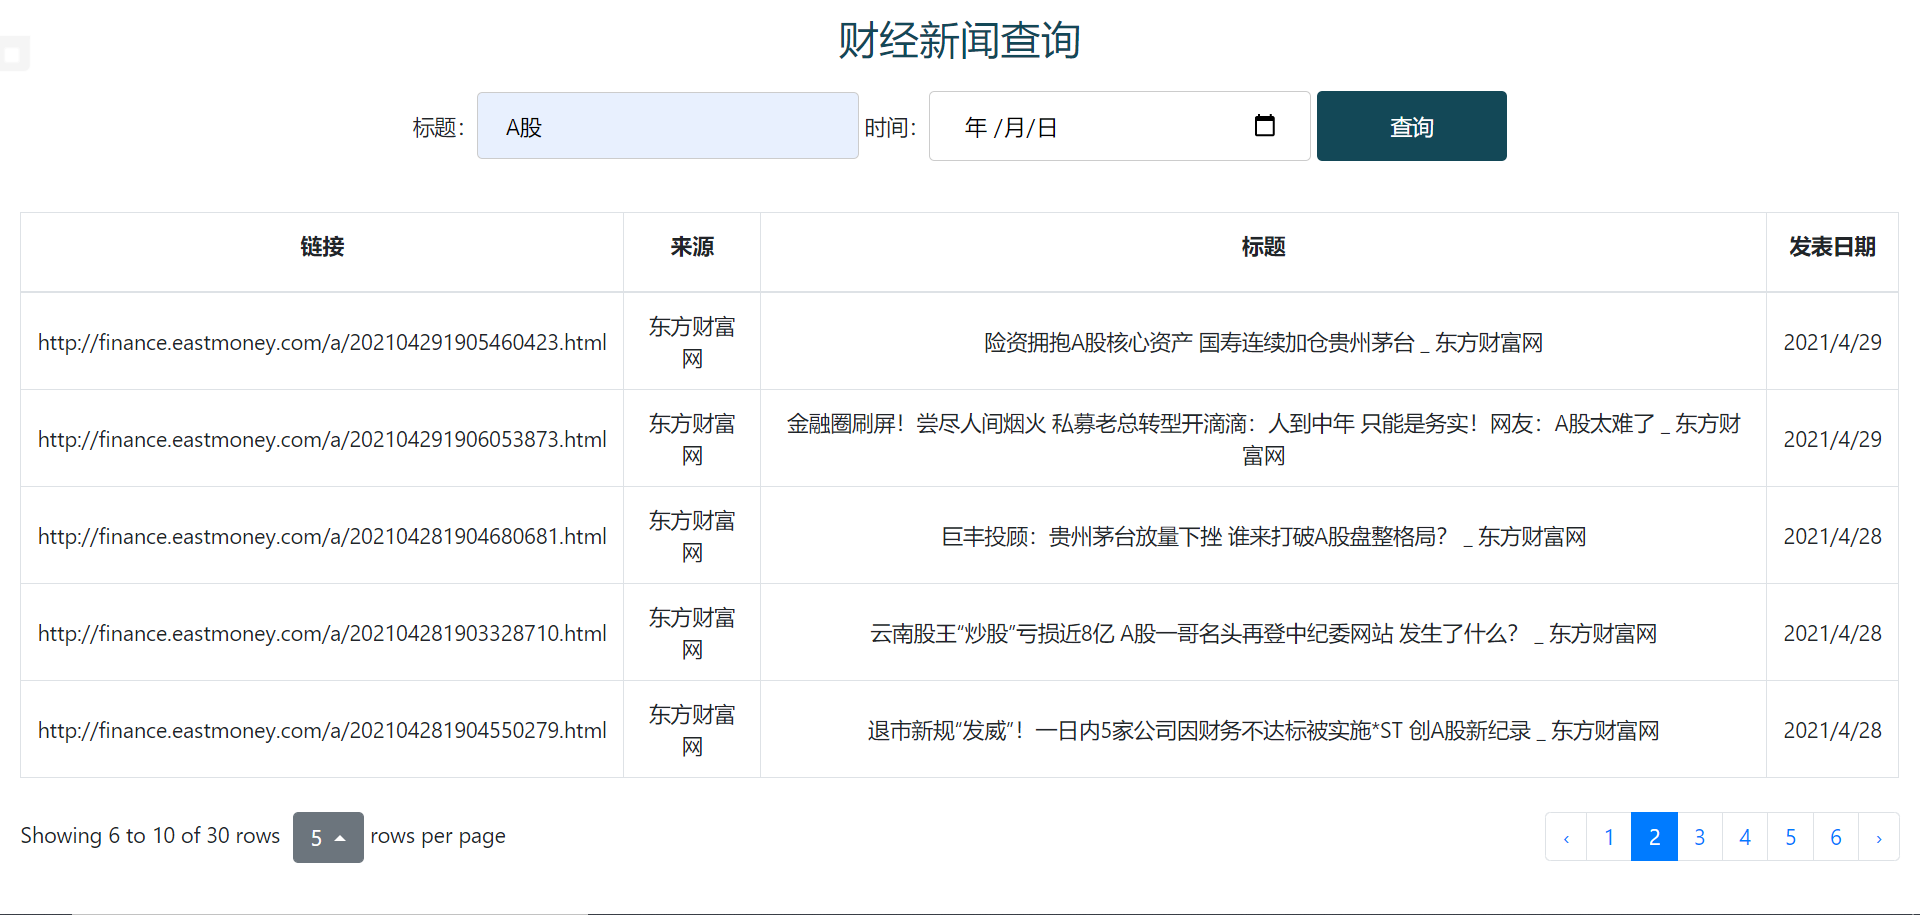 财经新闻查询
标题： A股 时间： 年 /月/日 查询
链接 来源 标题 发表日期
http://finance.eastmoney.com/a/202104291905460423.html 东方财富
网 险资拥抱A股核心资产 国寿连续加仓贵州茅台 _ 东方财富网 2021/4/29
http://finance.eastmoney.com/a/202104291906053873.html 东方财富
网 金融圈刷屏！尝尽人间烟火 私募老总转型开滴滴：人到中年 只能是务实！网友：A股太难了 _ 东方财
富网 2021/4/29
http://finance.eastmoney.com/a/202104281904680681.html 东方财富
网 巨丰投顾：贵州茅台放量下挫 谁来打破A股盘整格局？ _ 东方财富网 2021/4/28
http://finance.eastmoney.com/a/202104281903328710.html 东方财富
网 云南股王“炒股”亏损近8亿 A股一哥名头再登中纪委网站 发生了什么？ _ 东方财富网 2021/4/28
http://finance.eastmoney.com/a/202104281904550279.html 东方财富
网 退市新规“发威”！一日内5家公司因财务不达标被实施*ST 创A股新纪录 _ 东方财富网 2021/4/28
Showing 6 to 10 of 30 rows 5 rows per page ‹ 1 2 3 4 5 6 ›